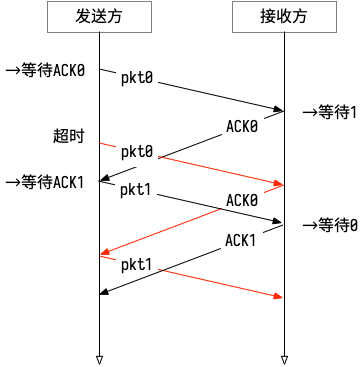 发送方
接收方
→等待ACK0
pkt0
→等待1
ACK0
超时
pkt0
→等待ACK1
pkt1
ACK0
→等待0
ACK1
pkt1